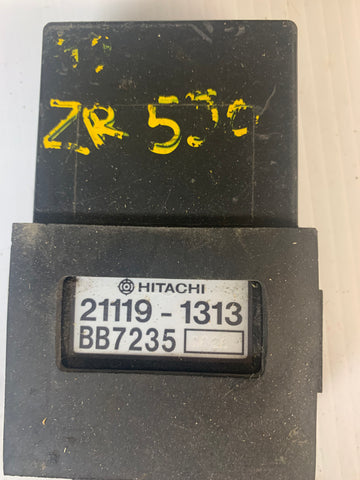 ZR 550
HITACHI
21119 - 1313
BB7235